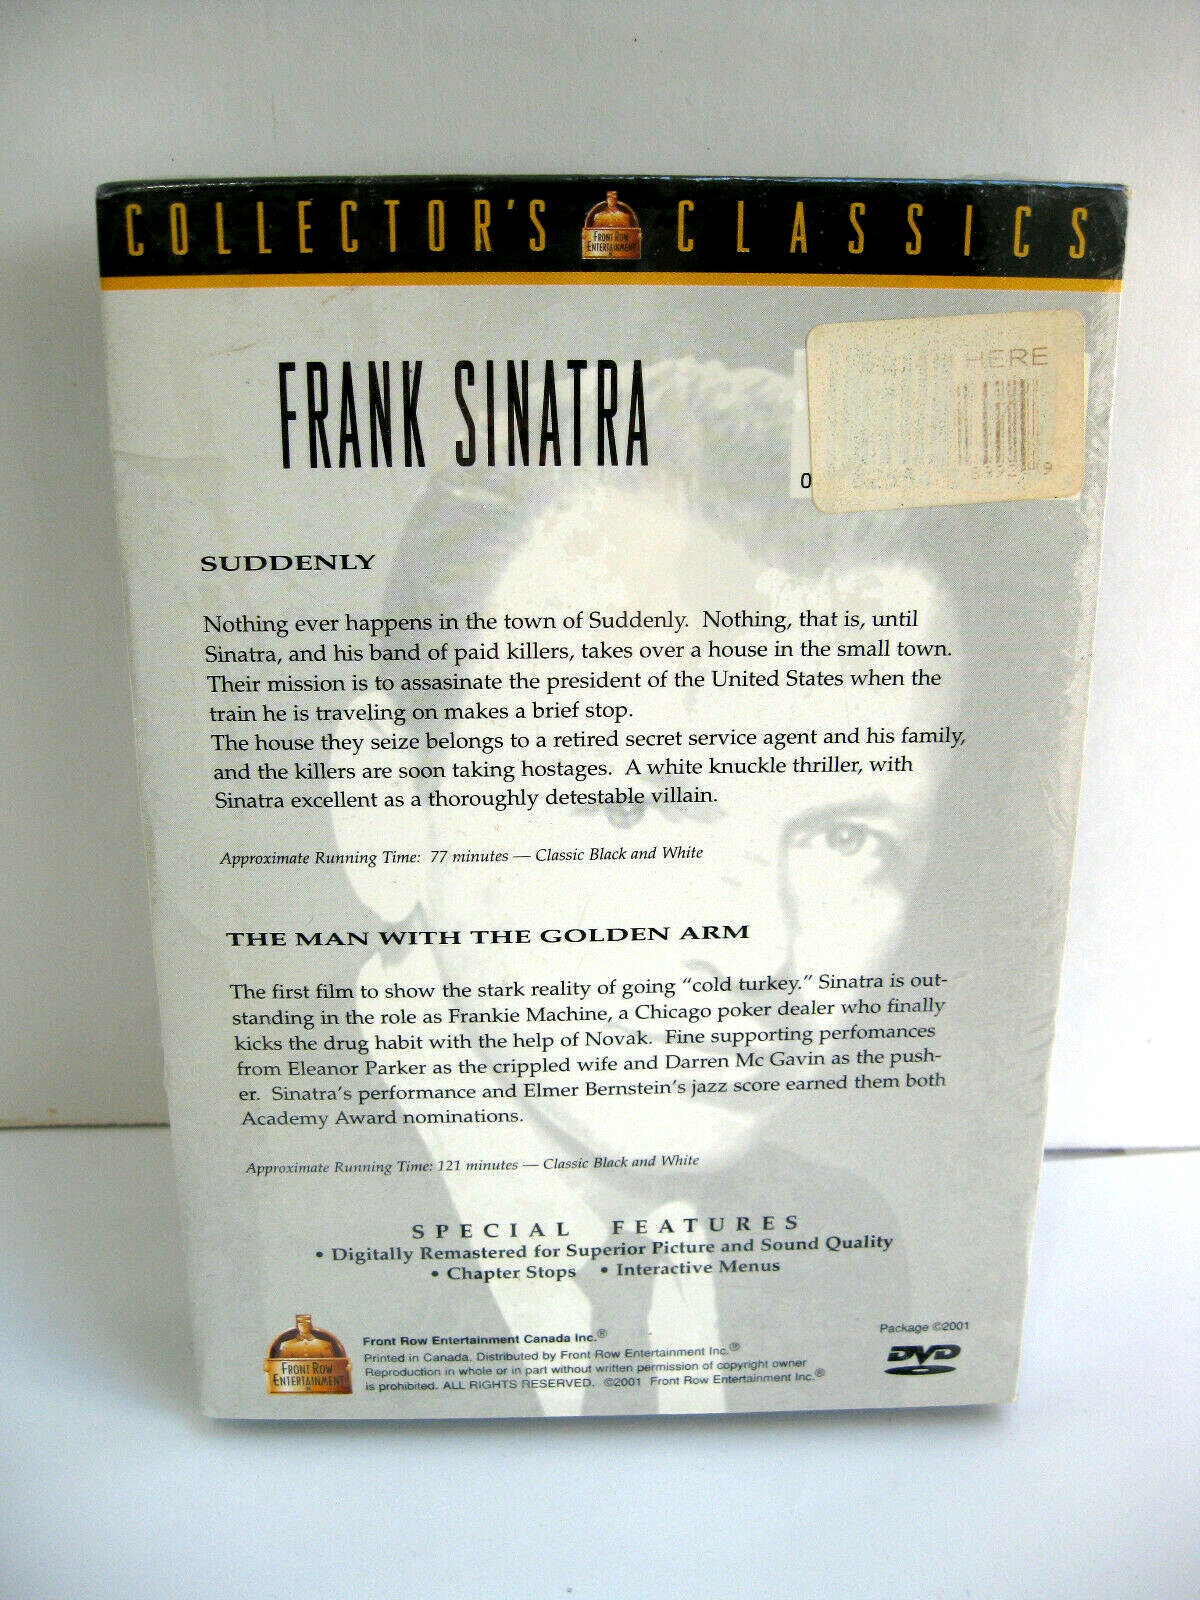 COLLECTOR'S FRONT ROW ENTERTAINMENT CLASSICS
HERE
FRANK SINATRA
0
SUDDENLY
Nothing ever happens in the town of Suddenly. Nothing, that is, until
Sinatra, and his band of paid killers, takes over a house in the small town.
Their mission is to assasinate the president of the United States when the
train he is traveling on makes a brief stop.
The house they seize belongs to a retired secret service agent and his family,
and the killers are soon taking hostages. A white knuckle thriller, with
Sinatra excellent as a thoroughly detestable villain.
Approximate Running Time: 77 minutes — Classic Black and White
THE MAN WITH THE GOLDEN ARM
The first film to show the stark reality of going "cold turkey." Sinatra is out-
standing in the role as Frankie Machine, a Chicago poker dealer who finally
kicks the drug habit with the help of Novak. Fine supporting perfomances
from Eleanor Parker as the crippled wife and Darren Mc Gavin as the push-
er. Sinatra's performance and Elmer Bernstein's jazz score earned them both
Academy Award nominations.
Approximate Running Time: 121 minutes — Classic Black and White
SPECIAL FEATURES
• Digitally Remastered for Superior Picture and Sound Quality
• Chapter Stops • Interactive Menus
Package ©2001
FRONT ROW
ENTERTAINMENT
Front Row Entertainment Canada Inc.®
Printed in Canada. Distributed by Front Row Entertainment Inc.®
Reproduction in whole or in part without written permission of copyright owner
is prohibited. ALL RIGHTS RESERVED. ©2001 Front Row Entertainment Inc.®
DVD